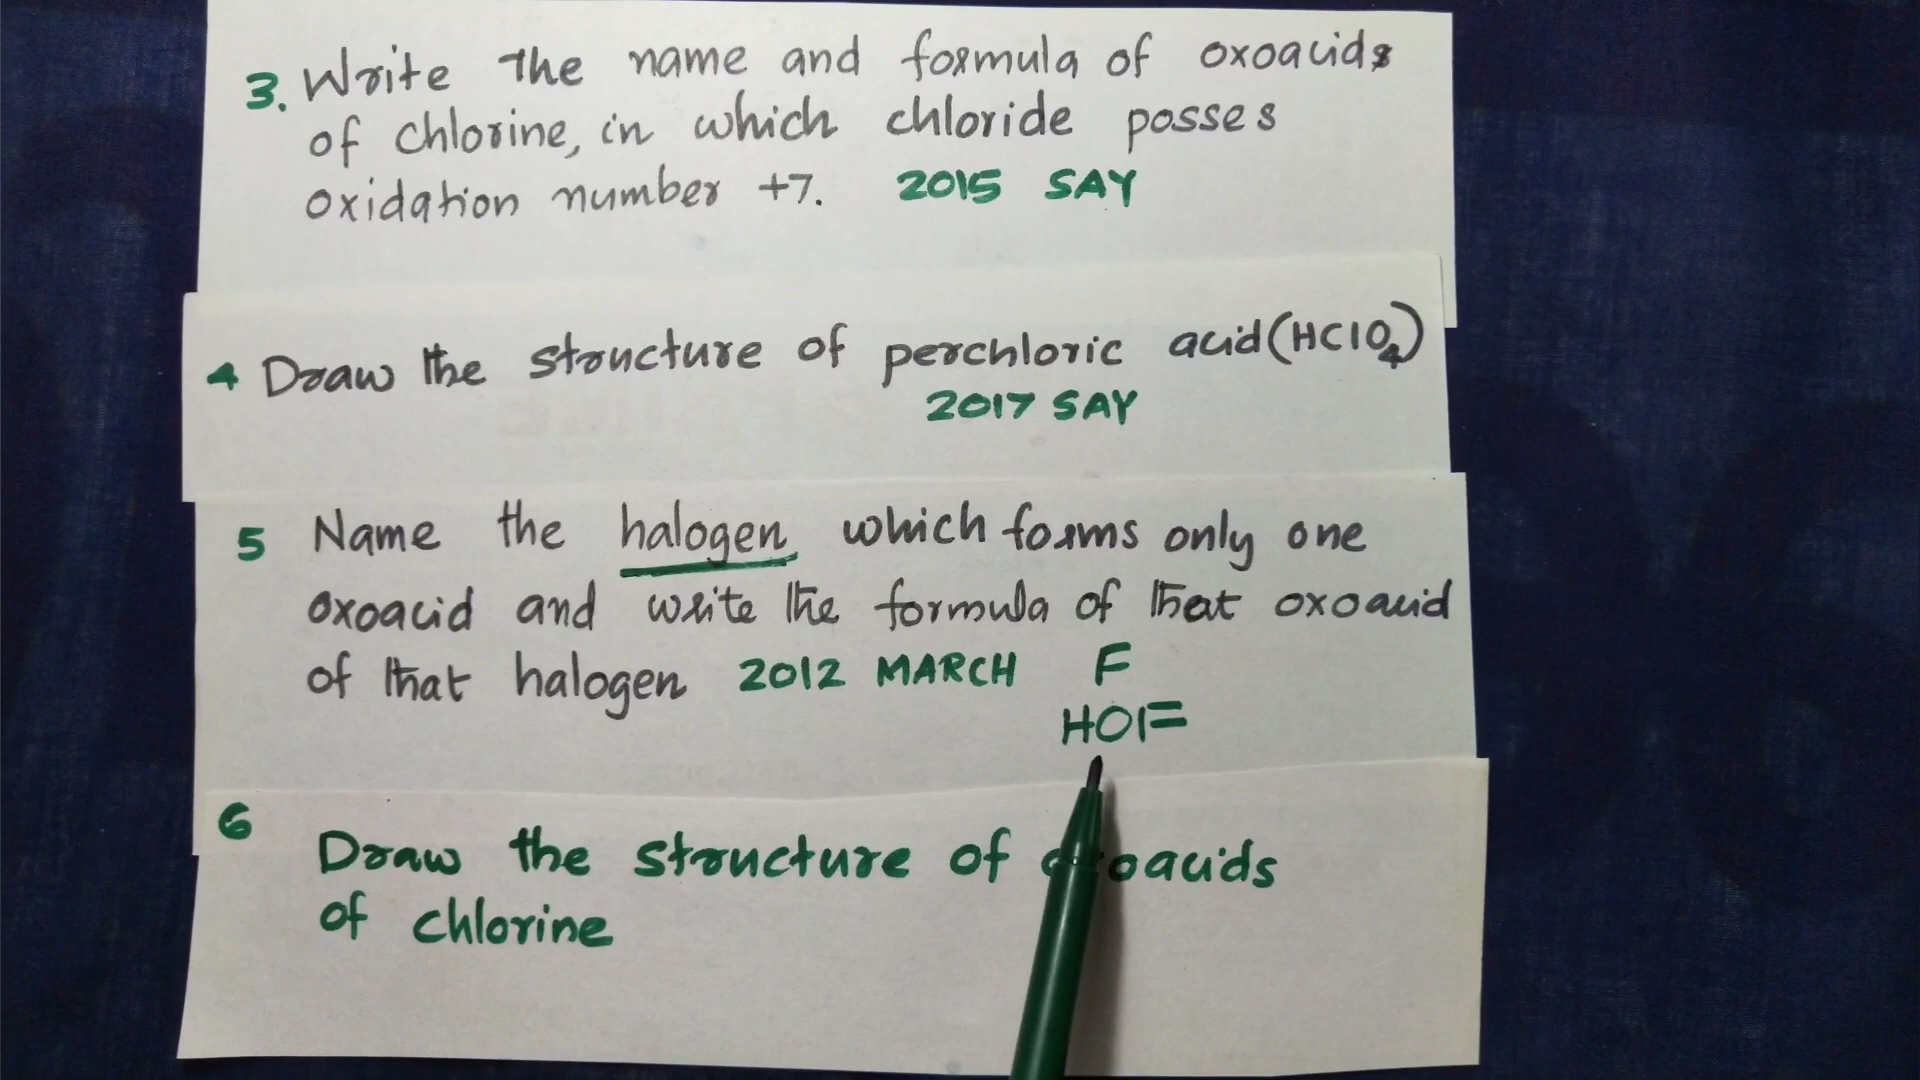 3. Write the name and formula of oxoacids
of chlorine, in which chloride posses
oxidation number +7. 2015 SAY
4 Draw the structure of perchloric acid (HClO4)
2017 SAY
5 Name the halogen which forms only one
oxoacid and write the formula of that oxoacid
of that halogen 2012 MARCH F
HOF
6 Draw the structure of oxoacids
of chlorine